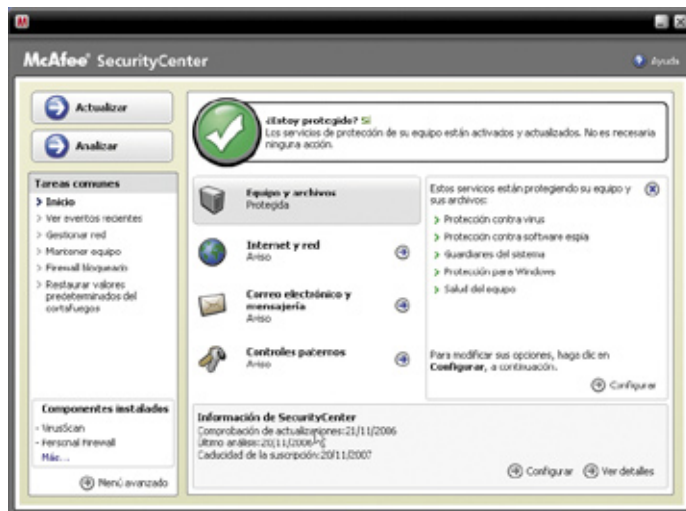 McAfee® SecurityCenter
Ayuda
Actualizar
Analizar
¿Estoy protegido? Sí
Los servicios de protección de su equipo están activados y actualizados. No es necesaria
ninguna acción.
Tareas comunes
Inicio
Ver eventos recientes
Gestionar red
Mantener equipo
Firewall bloqueado
Restaurar valores
predeterminados del
cortafuegos
Componentes instalados
- VirusScan
- Personal Firewall
Más...
Menú avanzado
Equipo y archivos
Protegida
Internet y red
Aviso
Correo electrónico y
mensajería
Aviso
Controles paternos
Aviso
Estos servicios están protegiendo su equipo y
sus archivos:
Protección contra virus
Protección contra software espía
Guardianes del sistema
Protección para Windows
Salud del equipo
Para modificar sus opciones, haga clic en
Configurar, a continuación.
Configurar
Información de SecurityCenter
Comprobación de actualizaciones:21/11/2006
Último análisis:20/11/2006
Caducidad de la suscripción:20/11/2007
Configurar
Ver detalles